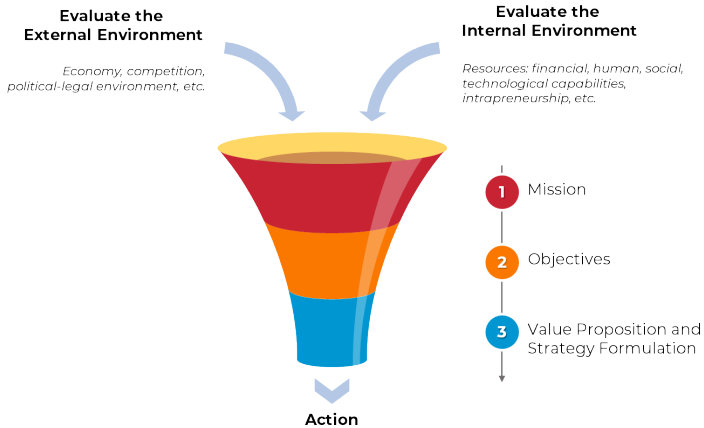 Evaluate the
External Environment
Economy, competition,
political-legal environment, etc.
Evaluate the
Internal Environment
Resources: financial, human, social,
technological capabilities,
intrapreneurship, etc.
1 Mission
2 Objectives
3 Value Proposition and
Strategy Formulation
Action